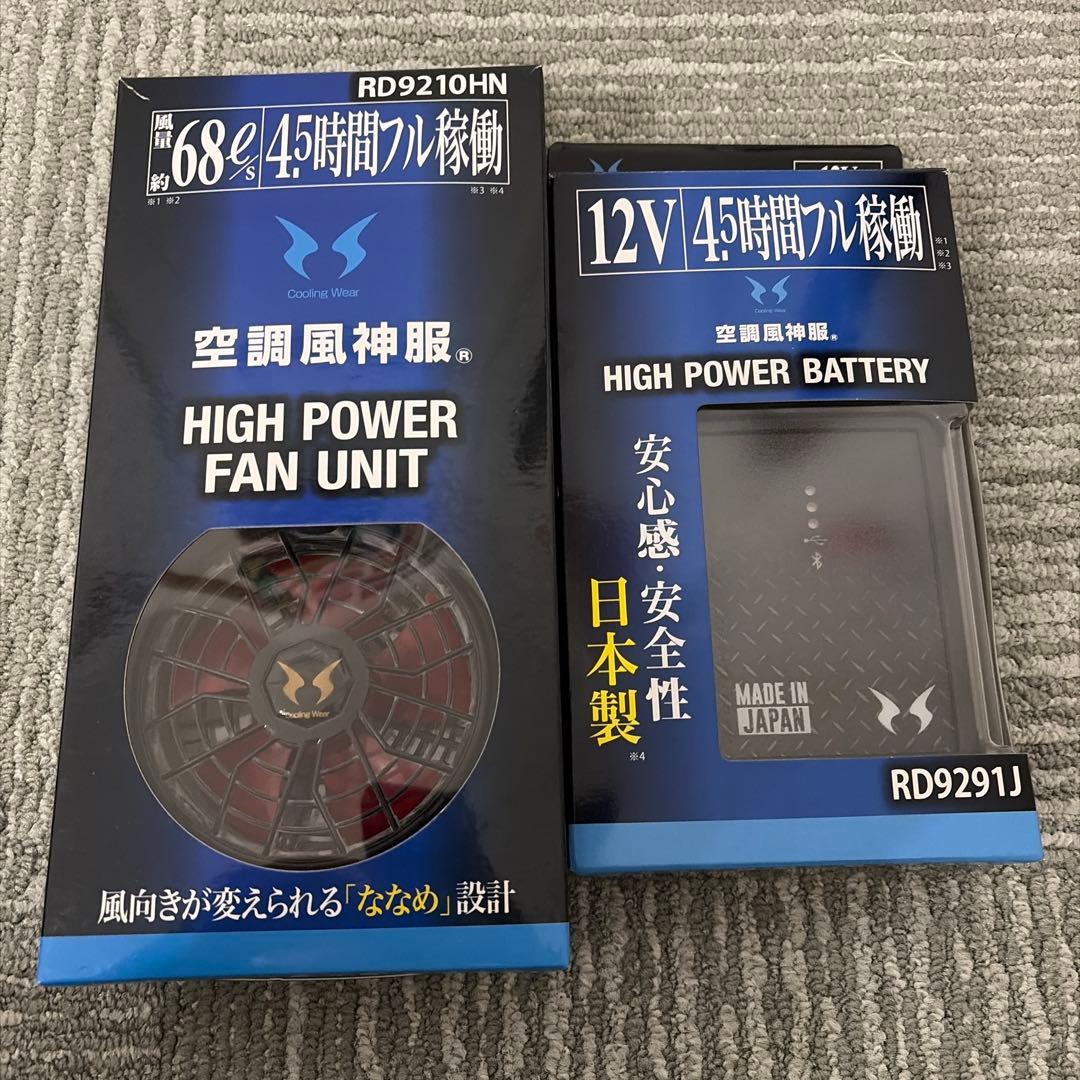 RD9210HN
風量 約 68ℓ/s 4.5時間フル稼働
※1 ※2 ※3 ※4
Cooling Wear
空調風神服®
HIGH POWER
FAN UNIT
Cooling Wear
風向きが変えられる「ななめ」設計
12V
12V 4.5時間フル稼働
※1
※2
※3
Cooling Wear
空調風神服®
HIGH POWER BATTERY
安心感・安全性
日本製
※4
MADE IN
JAPAN
RD9291J